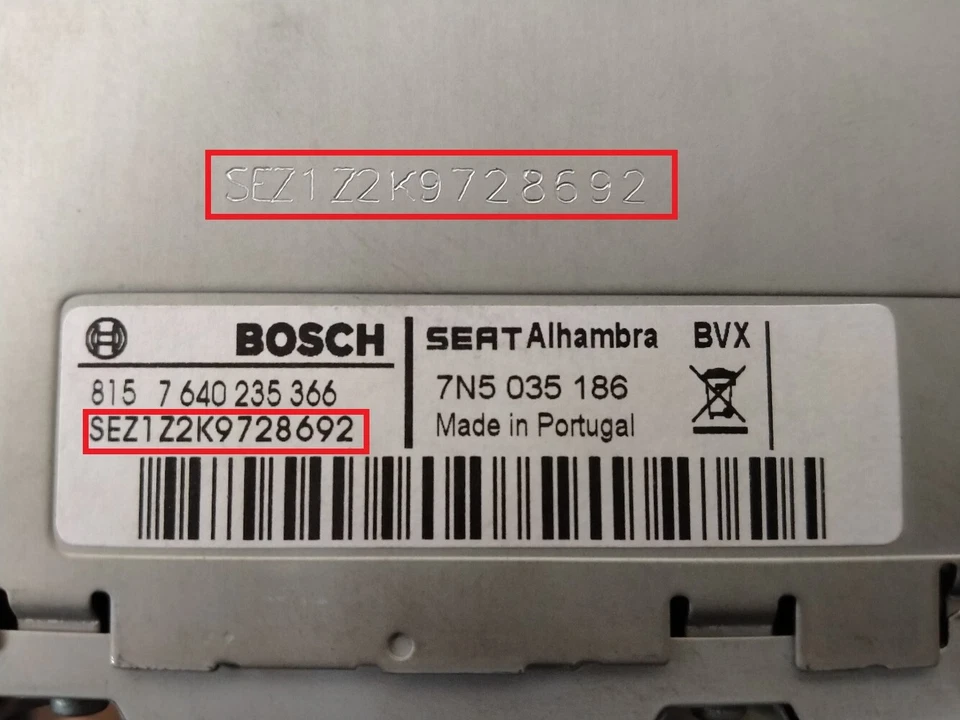 SEZ1Z2K9728692
BOSCH
815 7 640 235 366
SEZ1Z2K9728692
SEAT Alhambra BVX
7N5 035 186
Made in Portugal